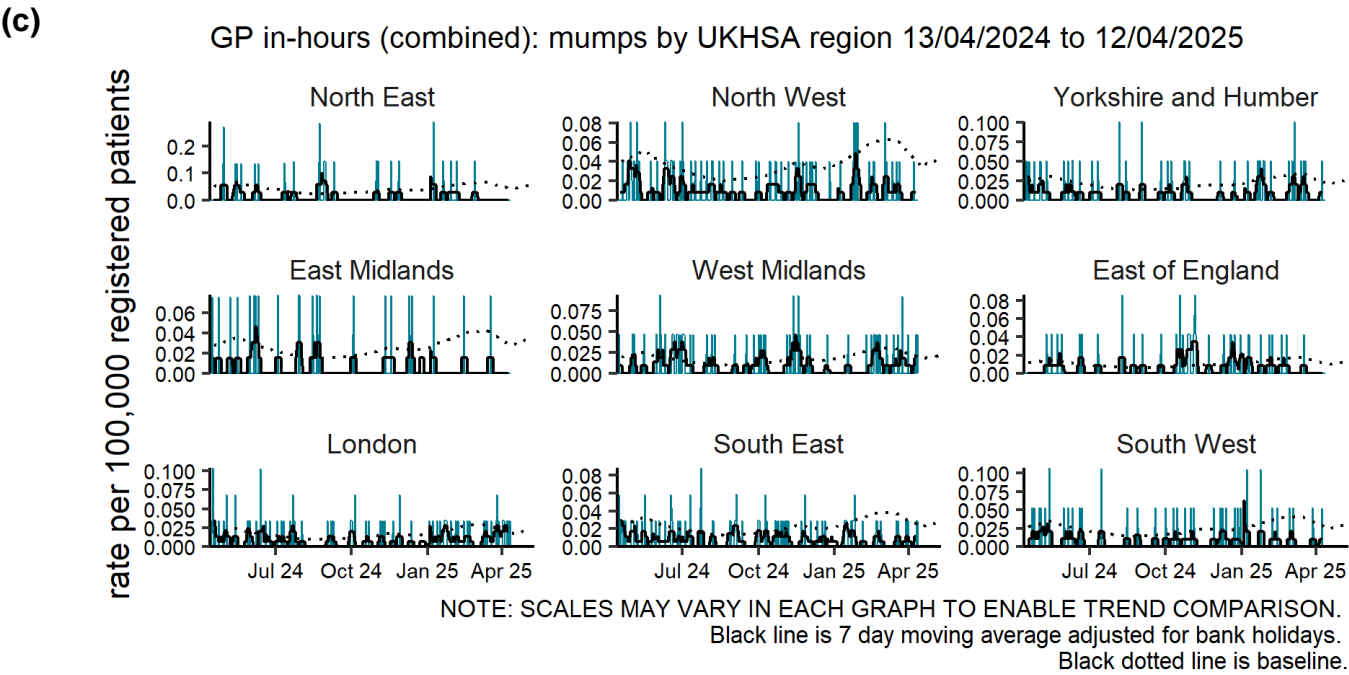 (c)
GP in-hours (combined): mumps by UKHSA region 13/04/2024 to 12/04/2025
rate per 100,000 registered patients
North East
0.2
0.1
0.0
North West
0.08
0.06
0.04
0.02
0.00
Yorkshire and Humber
0.100
0.075
0.050
0.025
0.000
East Midlands
0.06
0.04
0.02
0.00
West Midlands
0.075
0.050
0.025
0.000
East of England
0.08
0.06
0.04
0.02
0.00
London
0.100
0.075
0.050
0.025
0.000
Jul 24 Oct 24 Jan 25 Apr 25
South East
0.08
0.06
0.04
0.02
0.00
Jul 24 Oct 24 Jan 25 Apr 25
South West
0.100
0.075
0.050
0.025
0.000
Jul 24 Oct 24 Jan 25 Apr 25
NOTE: SCALES MAY VARY IN EACH GRAPH TO ENABLE TREND COMPARISON.
Black line is 7 day moving average adjusted for bank holidays.
Black dotted line is baseline.